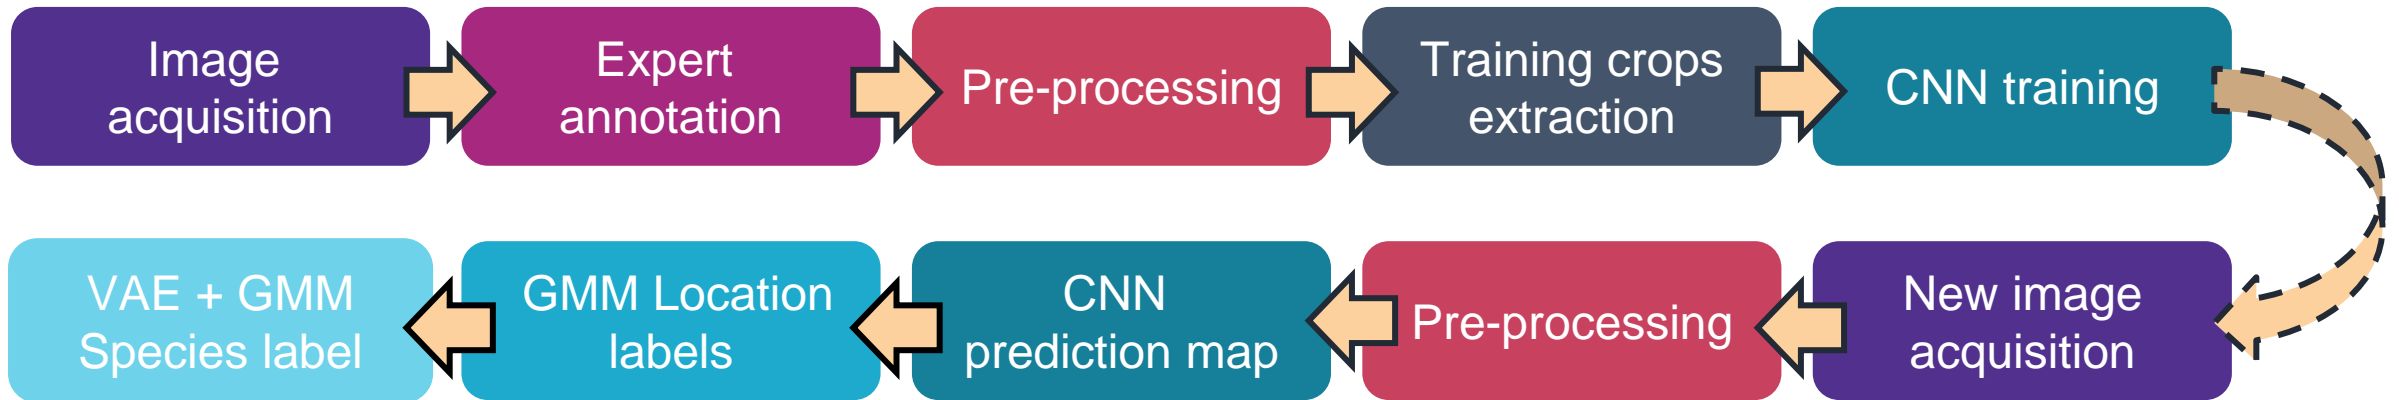 Image
acquisition
Expert
annotation
Pre-processing
Training crops
extraction
CNN training
New image
acquisition
Pre-processing
CNN
prediction map
GMM Location
labels
VAE + GMM
Species label